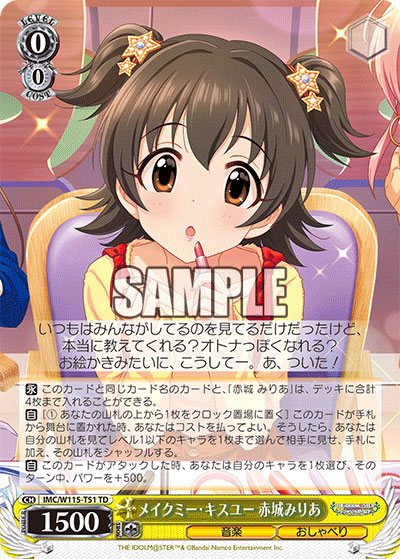 LEVEL
0
0
COST
SAMPLE
いつもはみんながしてるのを見てるだけだったけど、
本当に教えてくれる?オトナっぽくなれる?
お絵かきみたいに、こうしてー。あ、ついた!
永 このカードと同じカード名のカードと、「赤城 みりあ」は、デッキに合計
4枚まで入れることができる。
自 [⑴ あなたの山札の上から1枚をクロック置場に置く] このカードが手札
から舞台に置かれた時、あなたはコストを払ってよい。そうしたら、あなたは
自分の山札を見てレベル1以下のキャラを1枚まで選んで相手に見せ、手札に
加え、その山札をシャッフルする。
自 このカードがアタックした時、あなたは自分のキャラを1枚選び、そのター
ン中、パワーを+500。
CH IMC/W115-TS1 TD
1500
メイクミー・キスユー 赤城みりあ
音楽
おしゃべり
THE IDOLM@STER™& ©Bandai Namco Entertainment Inc.